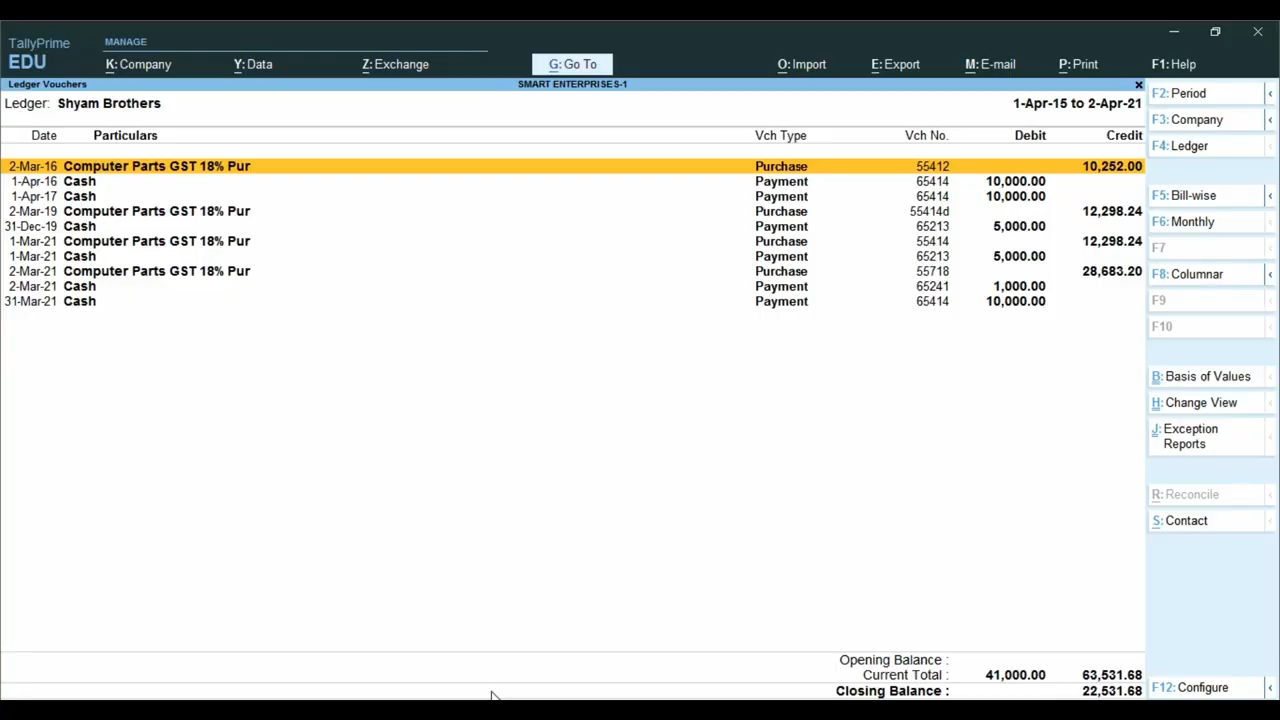 TallyPrime MANAGE
EDU K: Company Y: Data Z: Exchange G: Go To O: Import E: Export M: E-mail P: Print F1: Help
Ledger Vouchers SMART ENTERPRISES-1 ×
Ledger: Shyam Brothers 1-Apr-15 to 2-Apr-21
Date Particulars Vch Type Vch No. Debit Credit
2-Mar-16 Computer Parts GST 18% Pur Purchase 55412 10,252.00
1-Apr-16 Cash Payment 65414 10,000.00
1-Apr-17 Cash Payment 65414 10,000.00
2-Mar-19 Computer Parts GST 18% Pur Purchase 55414d 12,298.24
31-Dec-19 Cash Payment 65213 5,000.00
1-Mar-21 Computer Parts GST 18% Pur Purchase 55414 12,298.24
1-Mar-21 Cash Payment 65213 5,000.00
2-Mar-21 Computer Parts GST 18% Pur Purchase 55718 28,683.20
2-Mar-21 Cash Payment 65241 1,000.00
31-Mar-21 Cash Payment 65414 10,000.00
Opening Balance :
Current Total : 41,000.00 63,531.68
Closing Balance : 22,531.68
F2: Period
F3: Company
F4: Ledger
F5: Bill-wise
F6: Monthly
F7
F8: Columnar
F9
F10
B: Basis of Values
H: Change View
J: Exception
Reports
R: Reconcile
S: Contact
F12: Configure